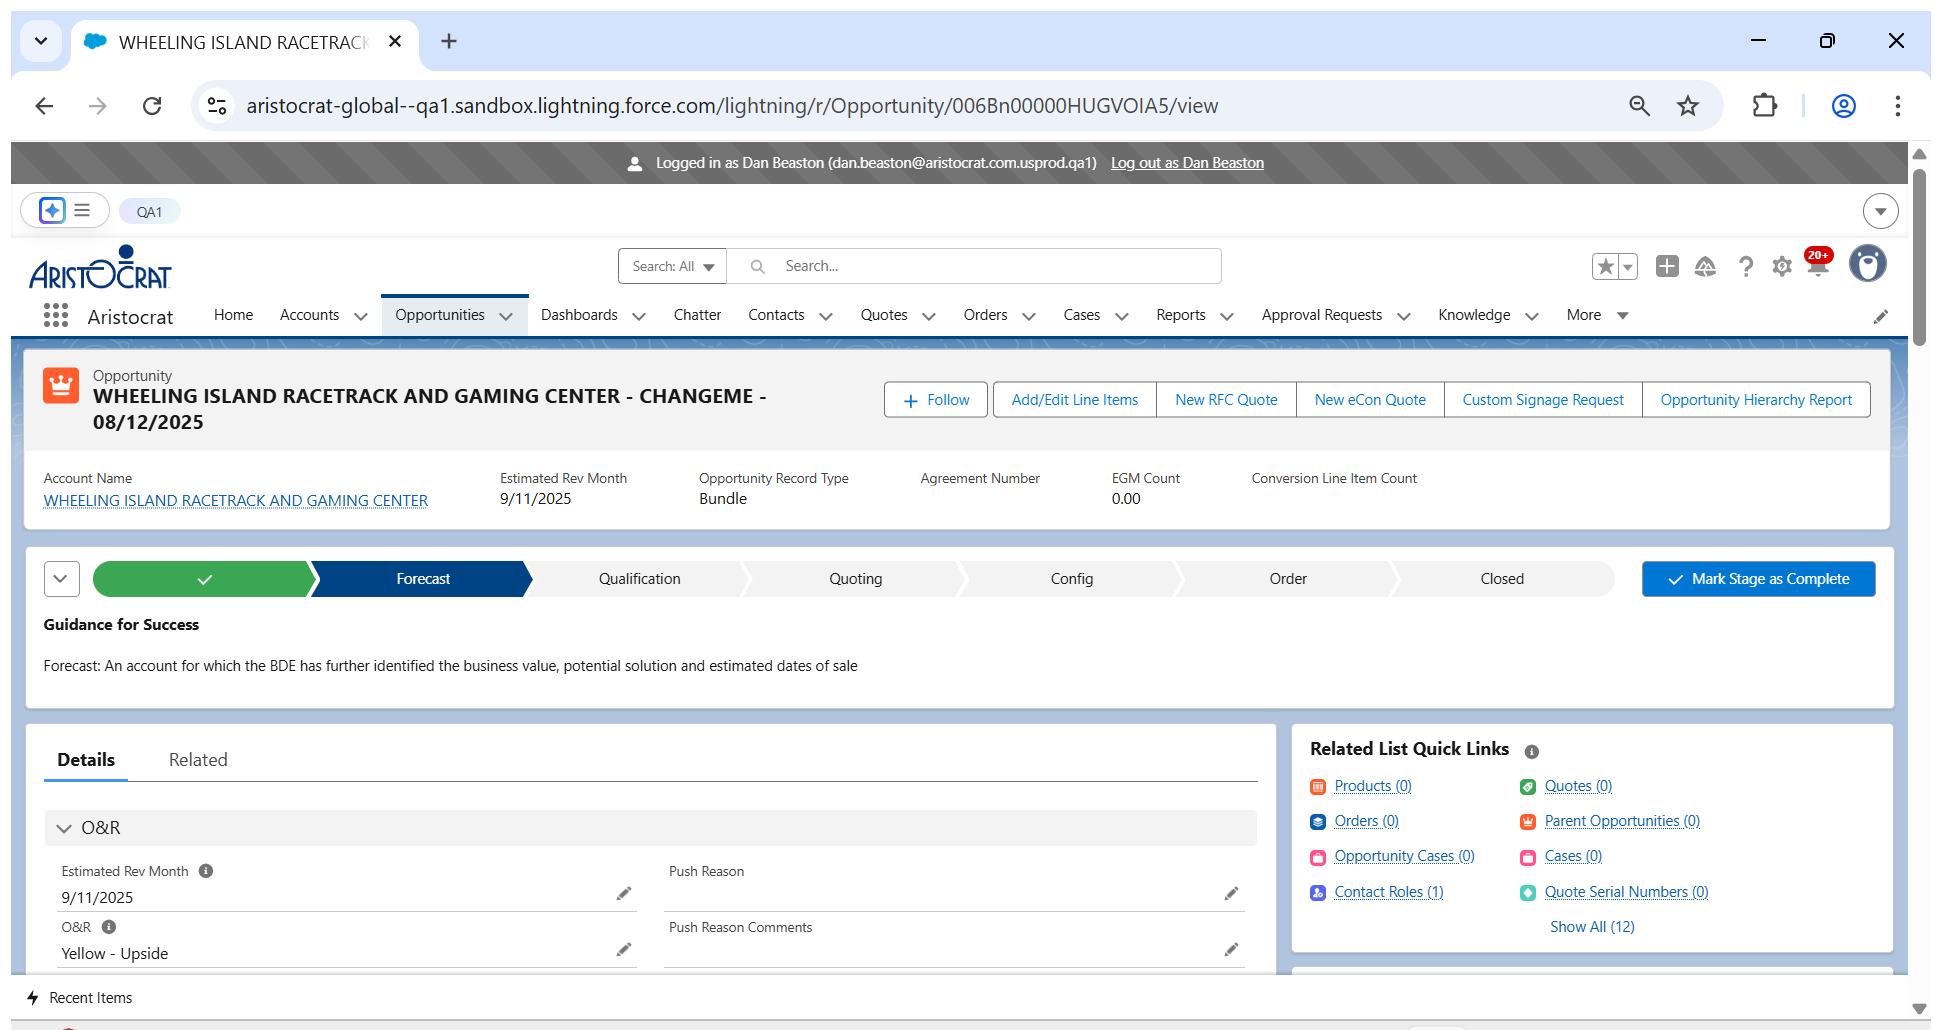 WHEELING ISLAND RACETRACK
aristocrat-global--qa1.sandbox.lightning.force.com/lightning/r/Opportunity/006Bn00000HUGVOIA5/view
Logged in as Dan Beaston (dan.beaston@aristocrat.com.usprod.qa1) Log out as Dan Beaston
QA1
ARISTOCRAT
Search: All Search...
20+
Aristocrat Home Accounts Opportunities Dashboards Chatter Contacts Quotes Orders Cases Reports Approval Requests Knowledge More
Opportunity
WHEELING ISLAND RACETRACK AND GAMING CENTER - CHANGEME -
08/12/2025
Follow Add/Edit Line Items New RFC Quote New eCon Quote Custom Signage Request Opportunity Hierarchy Report
Account Name Estimated Rev Month Opportunity Record Type Agreement Number EGM Count Conversion Line Item Count
WHEELING ISLAND RACETRACK AND GAMING CENTER 9/11/2025 Bundle 0.00
Forecast Qualification Quoting Config Order Closed Mark Stage as Complete
Guidance for Success
Forecast: An account for which the BDE has further identified the business value, potential solution and estimated dates of sale
Details Related
O&R
Estimated Rev Month Push Reason
9/11/2025
O&R Push Reason Comments
Yellow - Upside
Related List Quick Links
Products (0) Quotes (0)
Orders (0) Parent Opportunities (0)
Opportunity Cases (0) Cases (0)
Contact Roles (1) Quote Serial Numbers (0)
Show All (12)
Recent Items